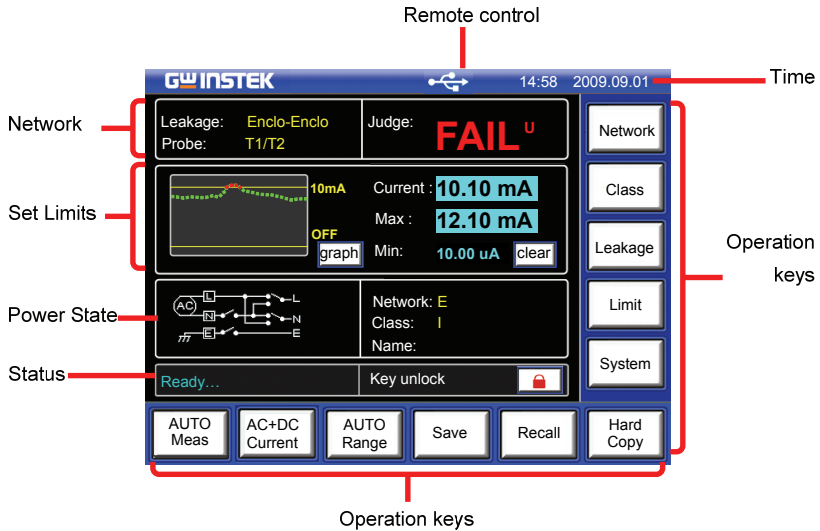 Remote control
GWINSTEK 14:58 2009.09.01
Time
Network
Leakage: Enclo-Enclo
Probe: T1/T2
Judge: FAIL U
Network
Set Limits
10mA
OFF
graph
Current : 10.10 mA
Max : 12.10 mA
Min: 10.00 uA clear
Class
Leakage
Operation
keys
Power State
AC L L
N N
E E
Network: E
Class: I
Name:
Limit
Status
Ready...
Key unlock
System
AUTO
Meas
AC+DC
Current
AUTO
Range
Save
Recall
Hard
Copy
Operation keys